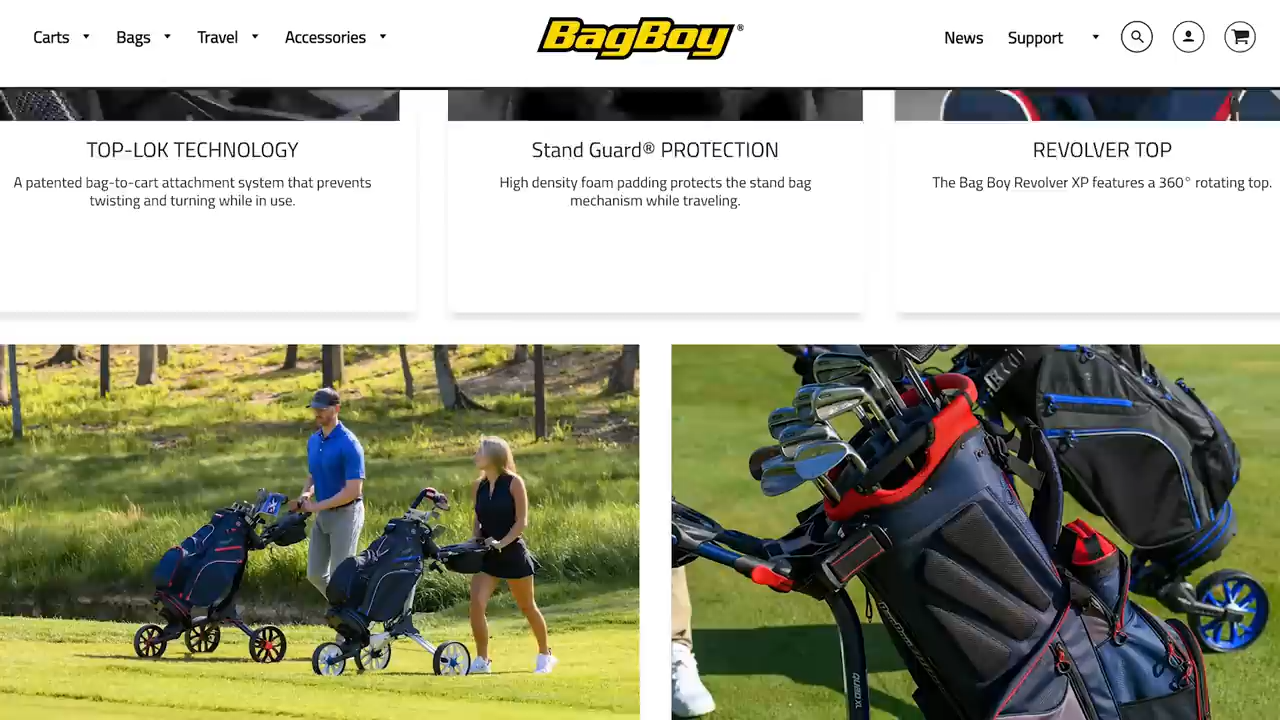 Carts
Bags
Travel
Accessories
BagBoy®
News
Support
TOP-LOK TECHNOLOGY
A patented bag-to-cart attachment system that prevents
twisting and turning while in use.
Stand Guard® PROTECTION
High density foam padding protects the stand bag
mechanism while traveling.
REVOLVER TOP
The Bag Boy Revolver XP features a 360° rotating top.